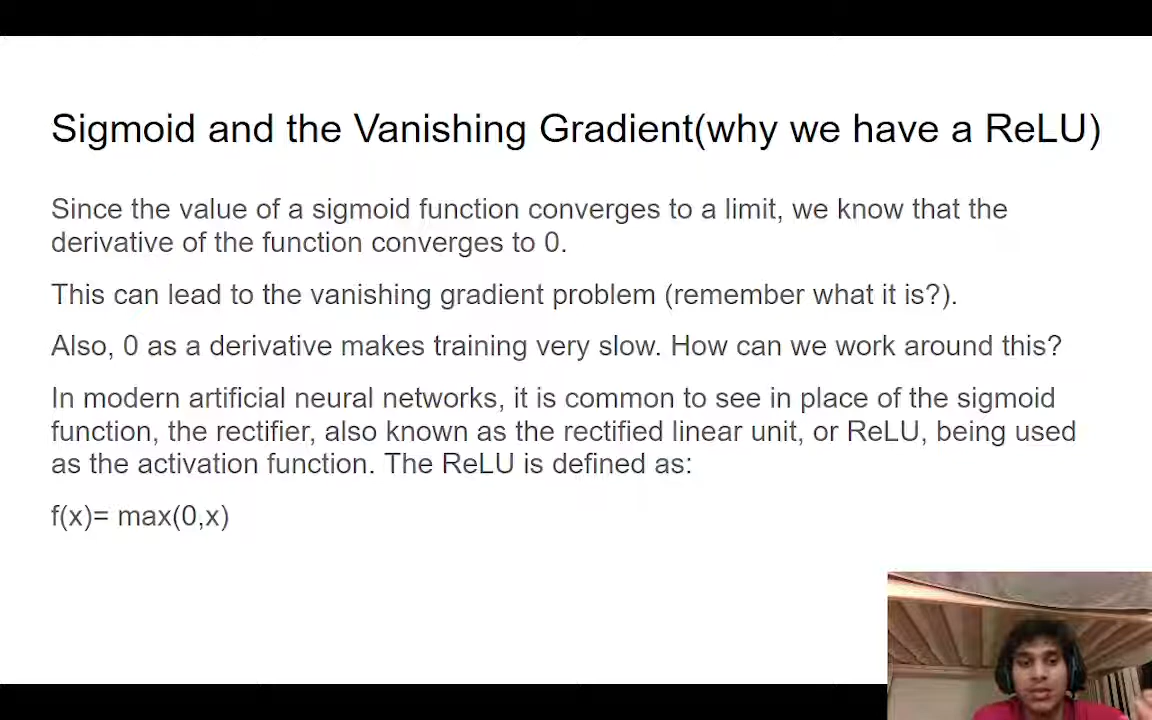 Sigmoid and the Vanishing Gradient(why we have a ReLU)
Since the value of a sigmoid function converges to a limit, we know that the
derivative of the function converges to 0.
This can lead to the vanishing gradient problem (remember what it is?).
Also, 0 as a derivative makes training very slow. How can we work around this?
In modern artificial neural networks, it is common to see in place of the sigmoid
function, the rectifier, also known as the rectified linear unit, or ReLU, being used
as the activation function. The ReLU is defined as:
f(x)= max(0,x)